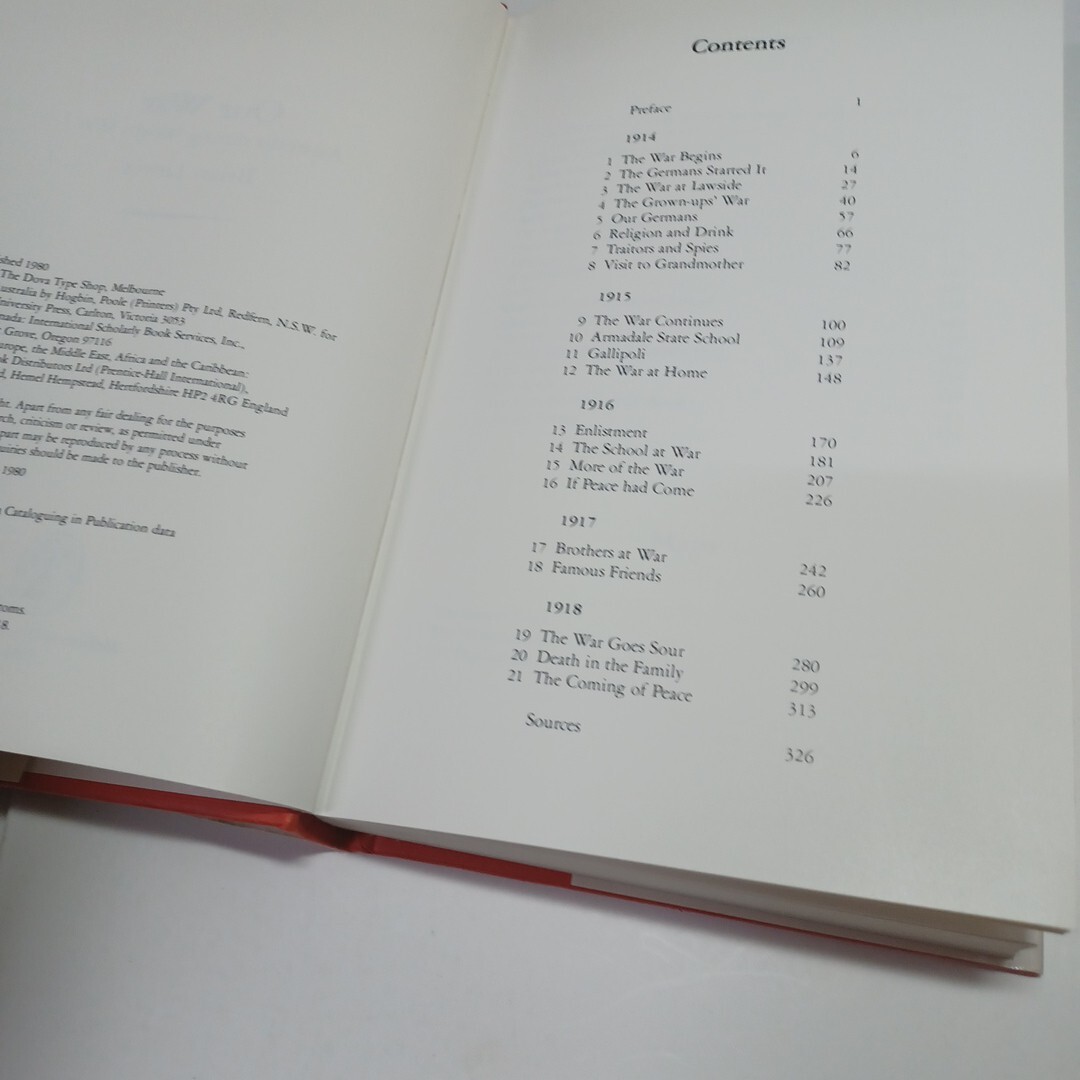 shed 1980
The Dova Type Shop, Melbourne
ustralia by Hogbin, Poole (Printers) Pty Ltd, Redfern, N.S.W. for
niversity Press, Carlton, Victoria 3053
nada: International Scholarly Book Services, Inc.,
Grove, Oregon 97116
urope, the Middle East, Africa and the Caribbean:
k Distributors Ltd (Prentice-Hall International),
d, Hemel Hempstead, Hertfordshire HP2 4RG England
ht. Apart from any fair dealing for the purposes
rch, criticism or review, as permitted under
part may be reproduced by any process without
uiries should be made to the publisher.
1980
Cataloguing in Publication data
oms.
8.
Contents
Preface 1
1914
1 The War Begins 6
2 The Germans Started It 14
3 The War at Lawside 27
4 The Grown-ups' War 40
5 Our Germans 57
6 Religion and Drink 66
7 Traitors and Spies 77
8 Visit to Grandmother 82
1915
9 The War Continues 100
10 Armadale State School 109
11 Gallipoli 137
12 The War at Home 148
1916
13 Enlistment 170
14 The School at War 181
15 More of the War 207
16 If Peace had Come 226
1917
17 Brothers at War 242
18 Famous Friends 260
1918
19 The War Goes Sour 280
20 Death in the Family 299
21 The Coming of Peace 313
Sources 326